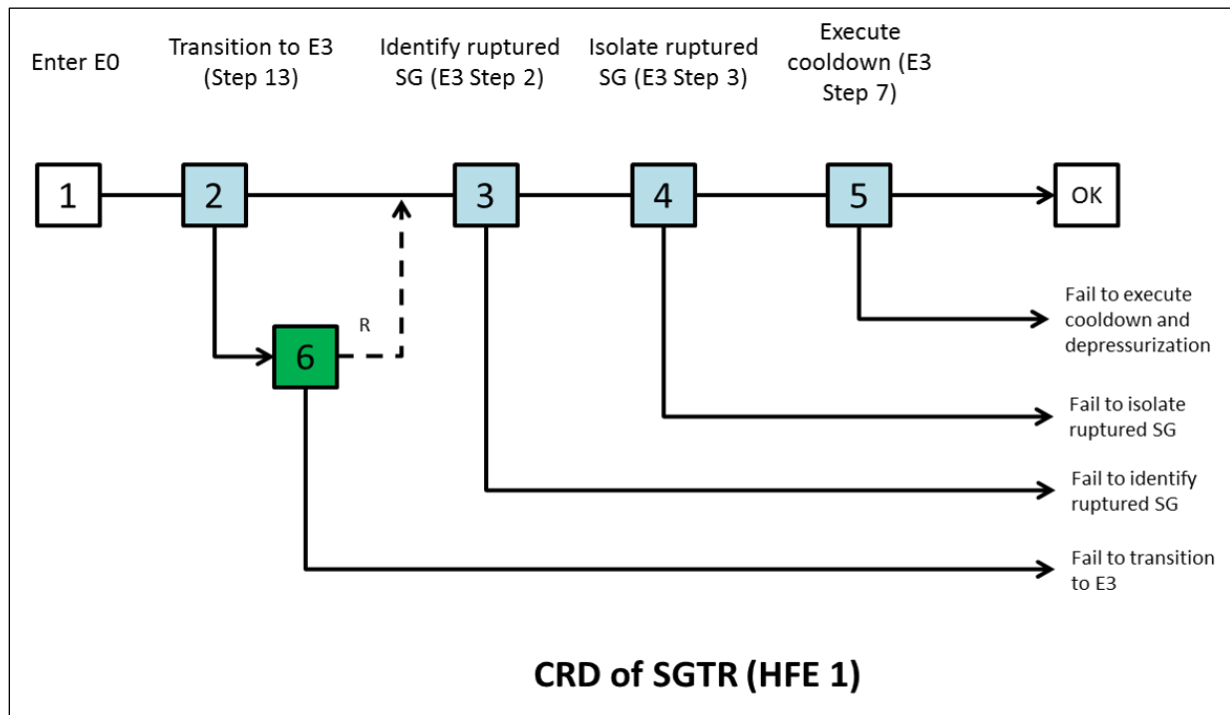 Enter E0
Transition to E3
(Step 13)
Identify ruptured
SG (E3 Step 2)
Isolate ruptured
SG (E3 Step 3)
Execute
cooldown (E3
Step 7)
1
2
3
4
5
OK
6
R
Fail to execute
cooldown and
depressurization
Fail to isolate
ruptured SG
Fail to identify
ruptured SG
Fail to transition
to E3
CRD of SGTR (HFE 1)